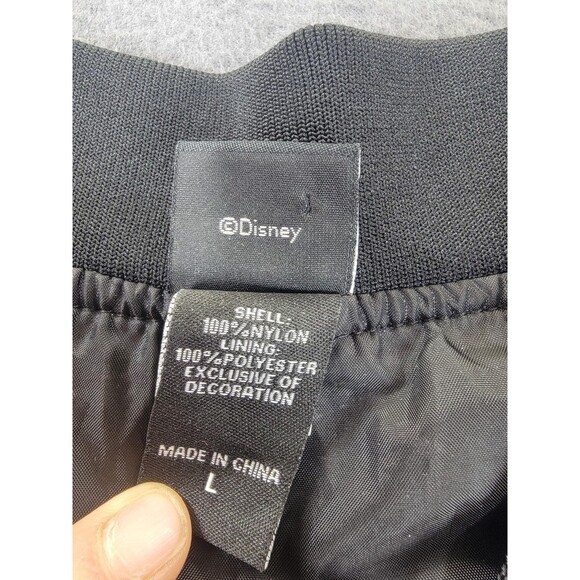 ©Disney
SHELL:
100%NYLON
LINING:
100%POLYESTER
EXCLUSIVE OF
DECORATION
MADE IN CHINA
L